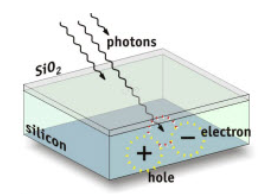 photons
SiO2
silicon
electron
+ −
hole